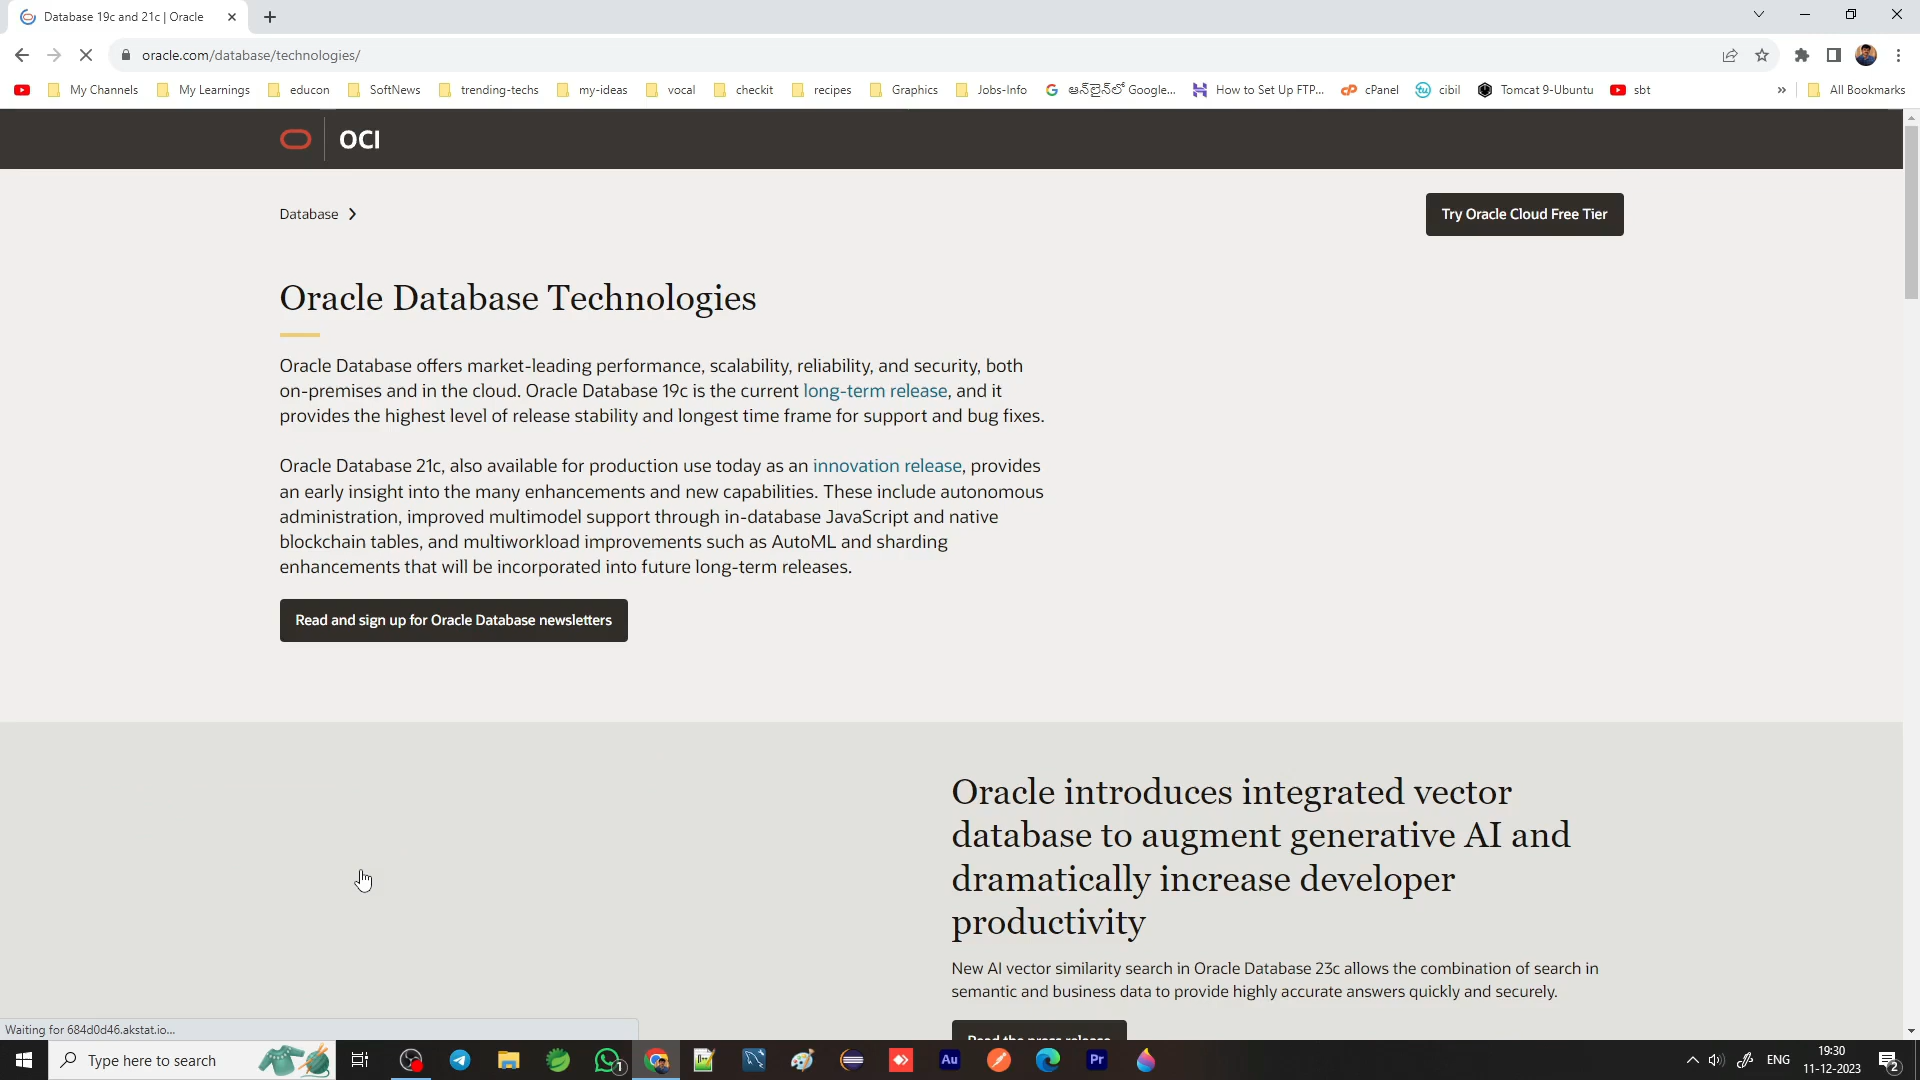 Database 19c and 21c | Oracle
oracle.com/database/technologies/
My Channels
My Learnings
educon
SoftNews
trending-techs
my-ideas
vocal
checkit
recipes
Graphics
Jobs-Info
ఆన్‌లైన్‌లో Google...
How to Set Up FTP...
cPanel
cibil
Tomcat 9-Ubuntu
sbt
»
All Bookmarks
OCI
Database
Try Oracle Cloud Free Tier
Oracle Database Technologies
Oracle Database offers market-leading performance, scalability, reliability, and security, both
on-premises and in the cloud. Oracle Database 19c is the current long-term release, and it
provides the highest level of release stability and longest time frame for support and bug fixes.
Oracle Database 21c, also available for production use today as an innovation release, provides
an early insight into the many enhancements and new capabilities. These include autonomous
administration, improved multimodel support through in-database JavaScript and native
blockchain tables, and multiworkload improvements such as AutoML and sharding
enhancements that will be incorporated into future long-term releases.
Read and sign up for Oracle Database newsletters
Oracle introduces integrated vector
database to augment generative AI and
dramatically increase developer
productivity
New AI vector similarity search in Oracle Database 23c allows the combination of search in
semantic and business data to provide highly accurate answers quickly and securely.
Read the press release
Waiting for 684d0d46.akstat.io...
Type here to search
1
Au
Pr
ENG
19:30
11-12-2023
2